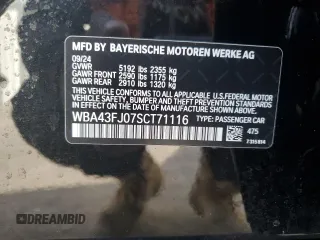 MFD BY BAYERISCHE MOTOREN WERKE AG
09/24
GVWR 5192 lbs 2355 kg
GAWR FRONT 2590 lbs 1175 kg
GAWR REAR 2910 lbs 1320 kg
THIS VEHICLE CONFORMS TO ALL APPLICABLE U.S.FEDERAL MOTOR
VEHICLE SAFETY, BUMPER, AND THEFT PREVENTION STANDARDS
IN EFFECT ON THE DATE OF MANUFACTURE SHOWN ABOVE.
WBA43FJ07SCT71116 TYPE: PASSENGER CAR
475
DREAMBID